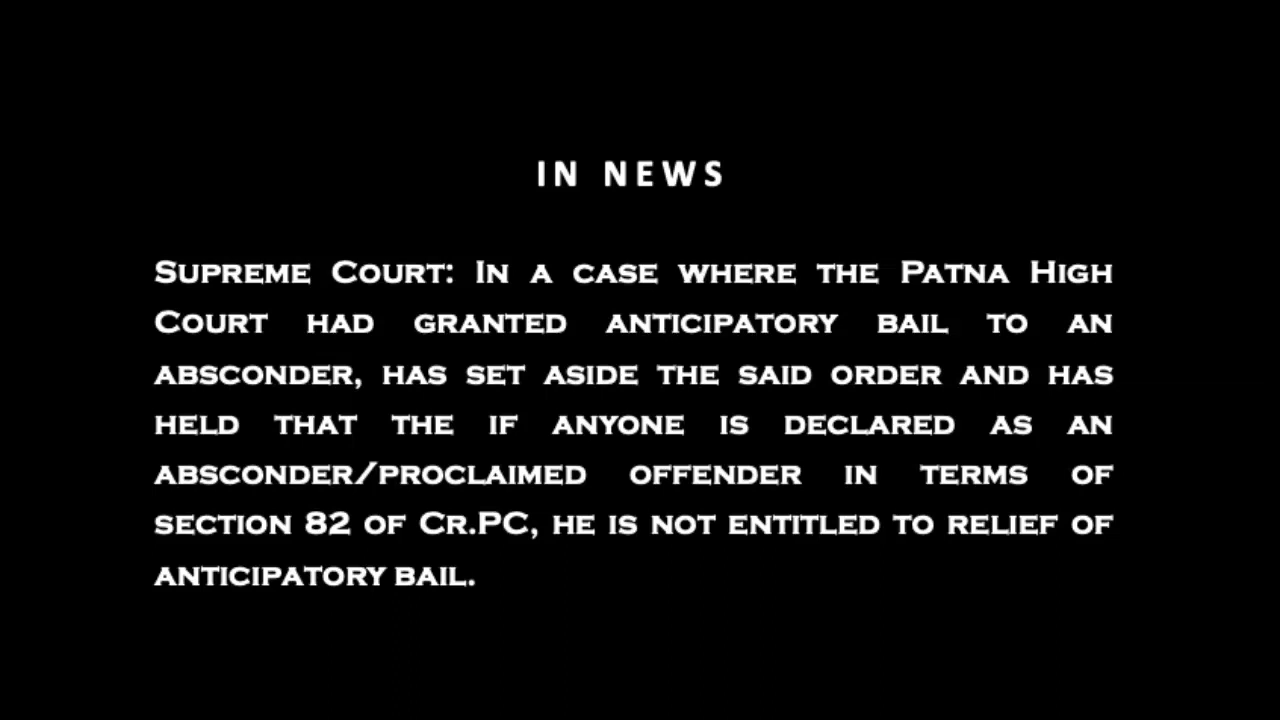 IN NEWS
Supreme Court: In a case where the Patna High
Court had granted anticipatory bail to an
absconder, has set aside the said order and has
held that the if anyone is declared as an
absconder/proclaimed offender in terms of
section 82 of Cr.PC, he is not entitled to relief of
anticipatory bail.